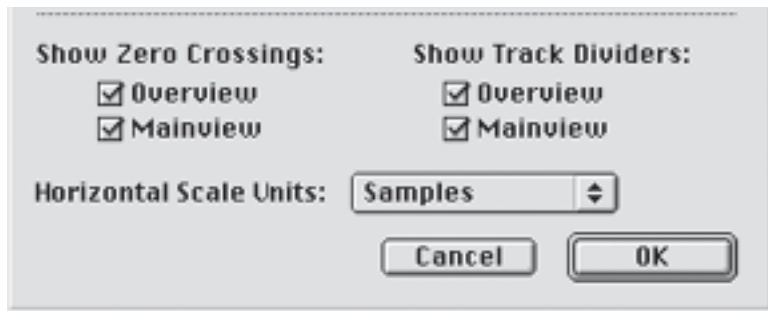 Show Zero Crossings: Show Track Dividers:
Overview Overview
Mainview Mainview
Horizontal Scale Units: Samples
Cancel OK